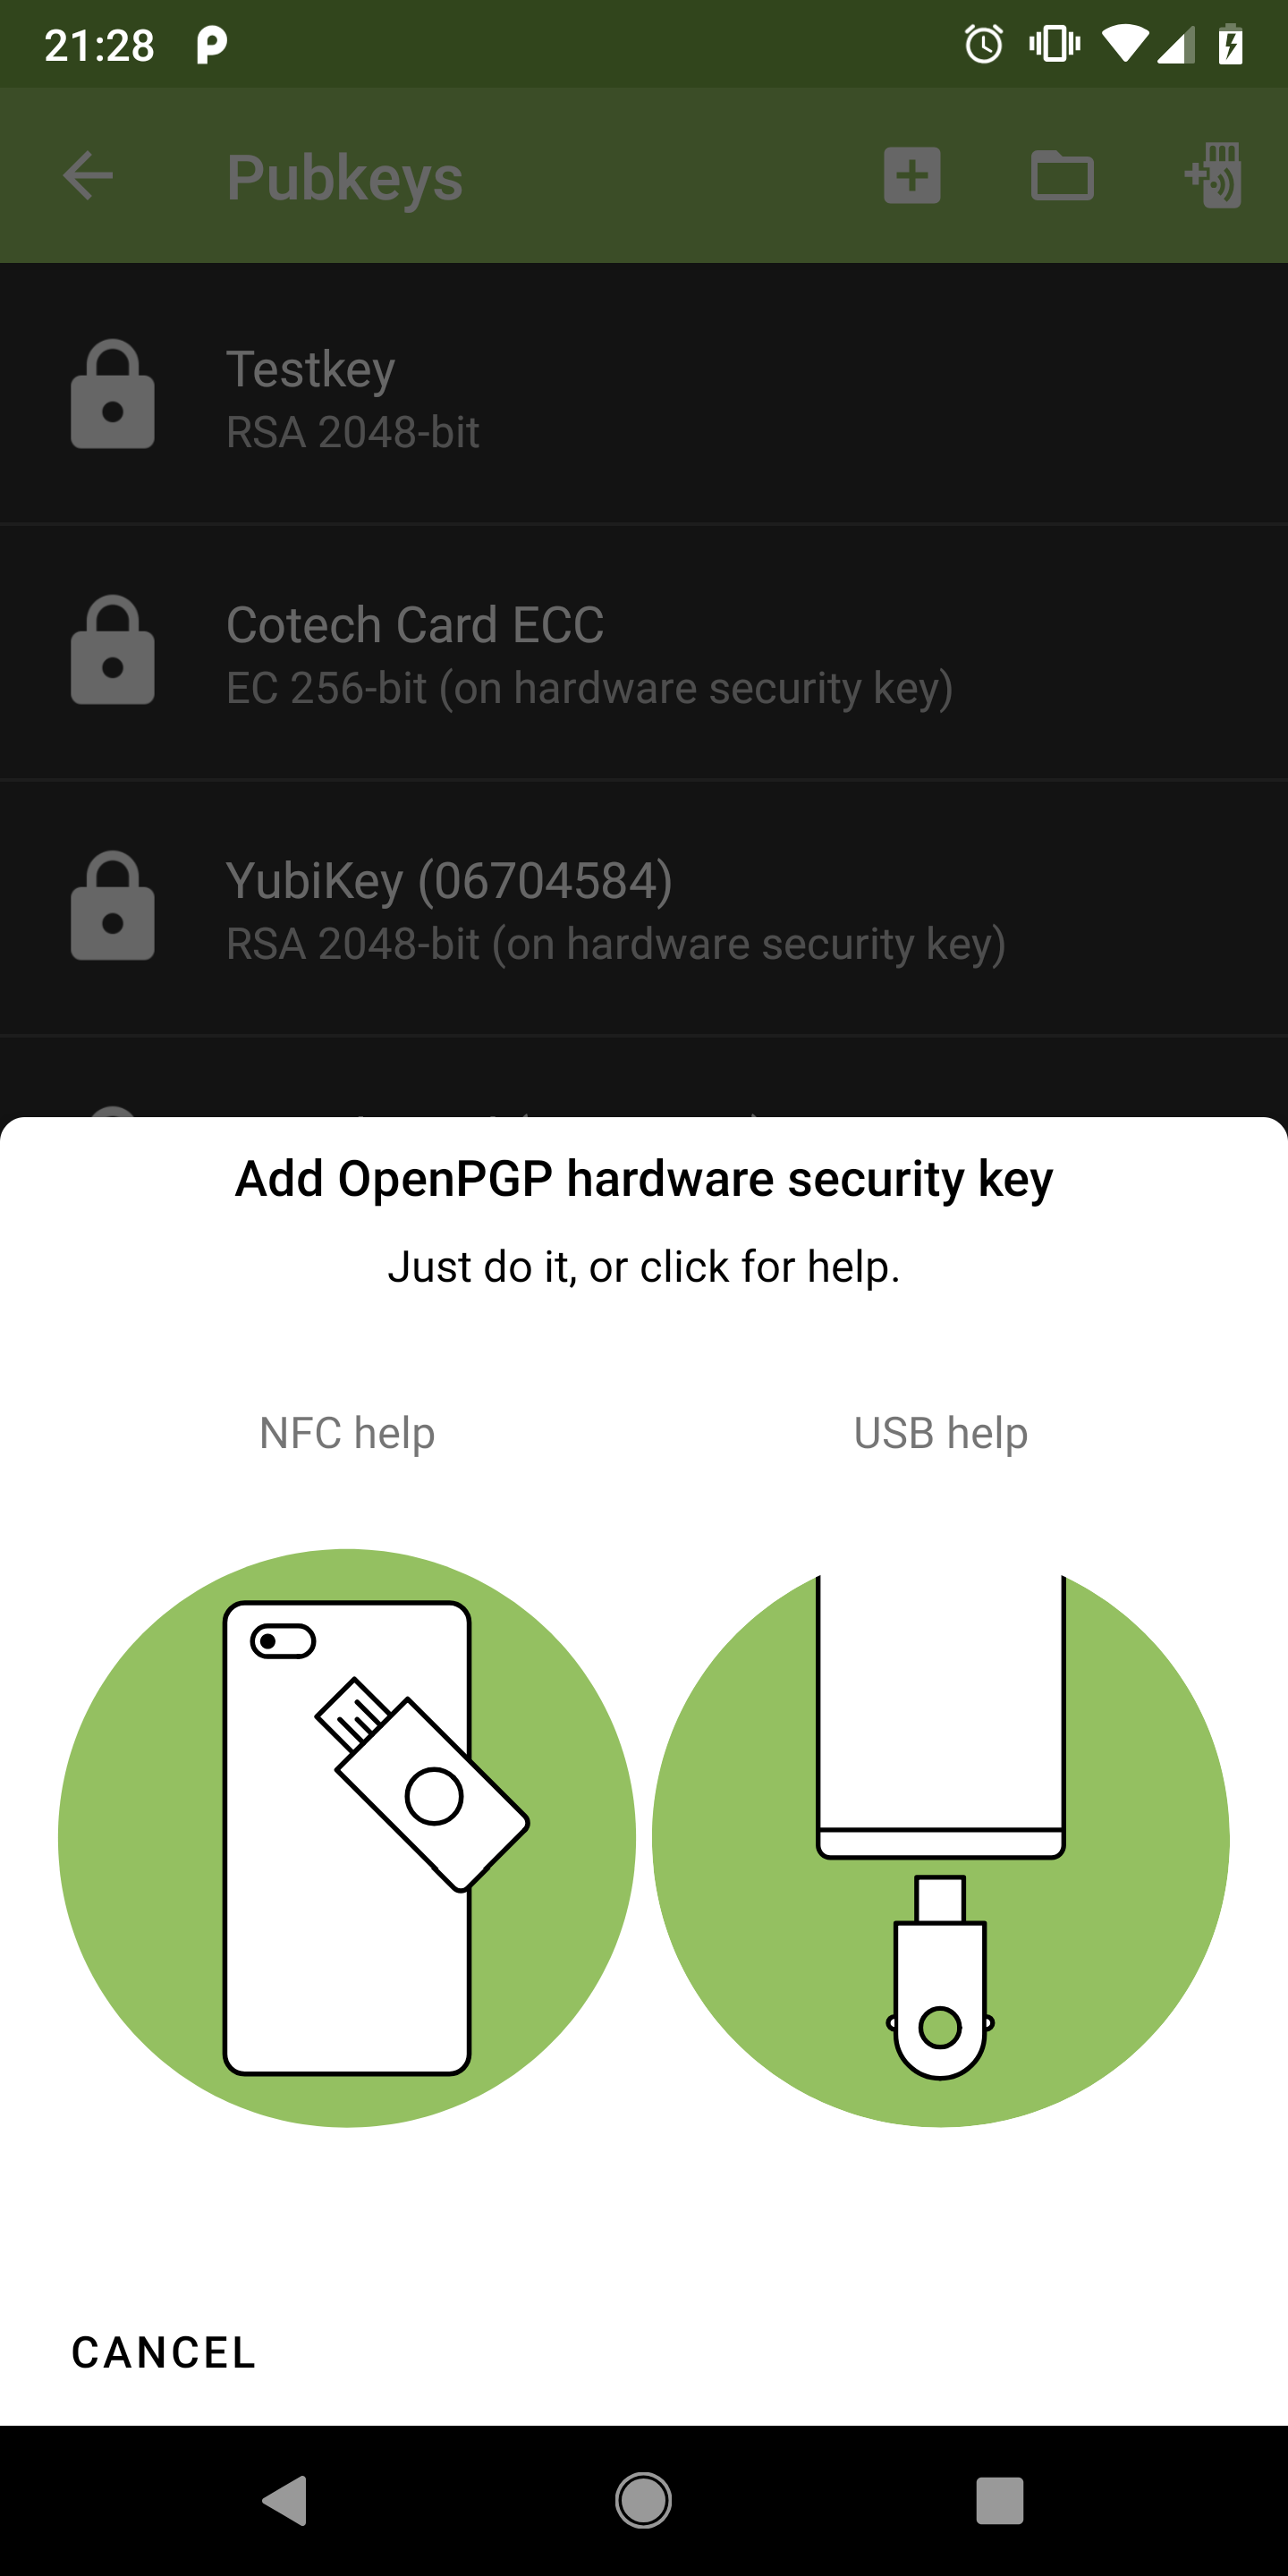 21:28
Pubkeys
Testkey
RSA 2048-bit
Cotech Card ECC
EC 256-bit (on hardware security key)
YubiKey (06704584)
RSA 2048-bit (on hardware security key)
Add OpenPGP hardware security key
Just do it, or click for help.
NFC help
USB help
CANCEL